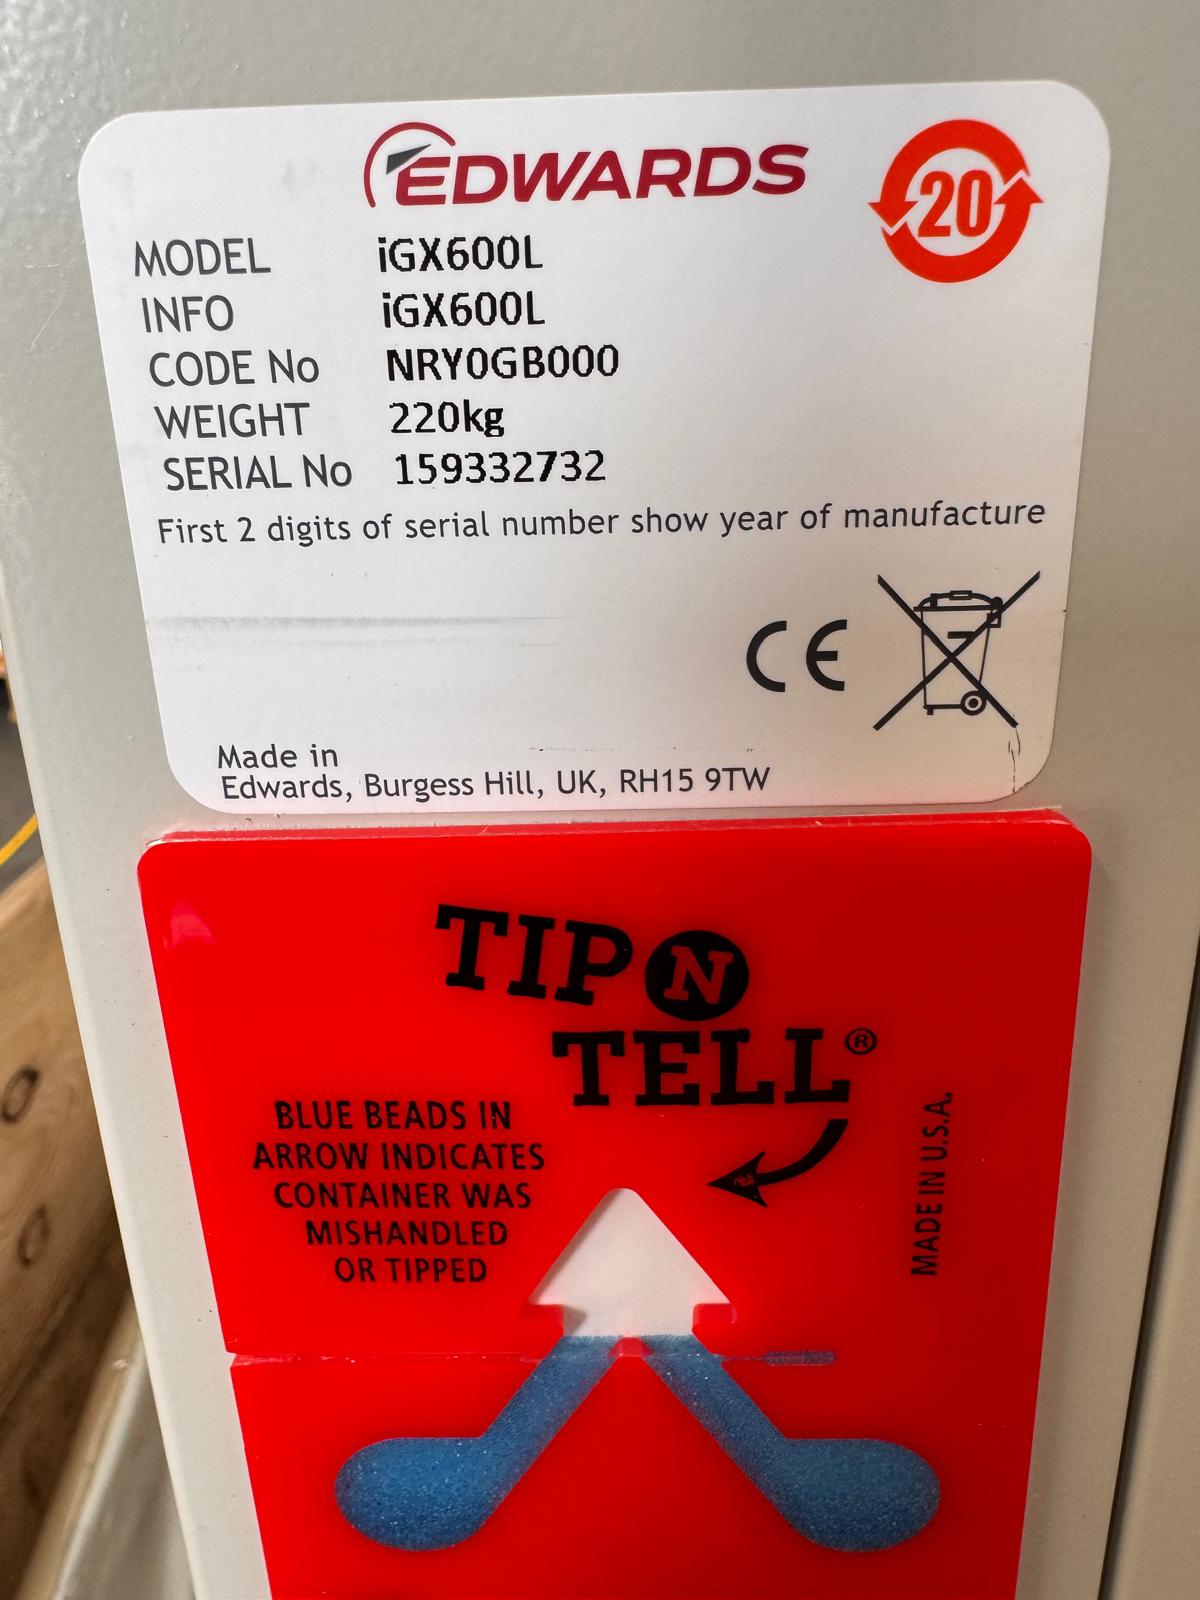 EDWARDS
20
MODEL iGX600L
INFO iGX600L
CODE No NRY0GB000
WEIGHT 220kg
SERIAL No 159332732
First 2 digits of serial number show year of manufacture
CE
Made in
Edwards, Burgess Hill, UK, RH15 9TW
TIP N
TELL®
BLUE BEADS IN
ARROW INDICATES
CONTAINER WAS
MISHANDLED
OR TIPPED
MADE IN U.S.A.